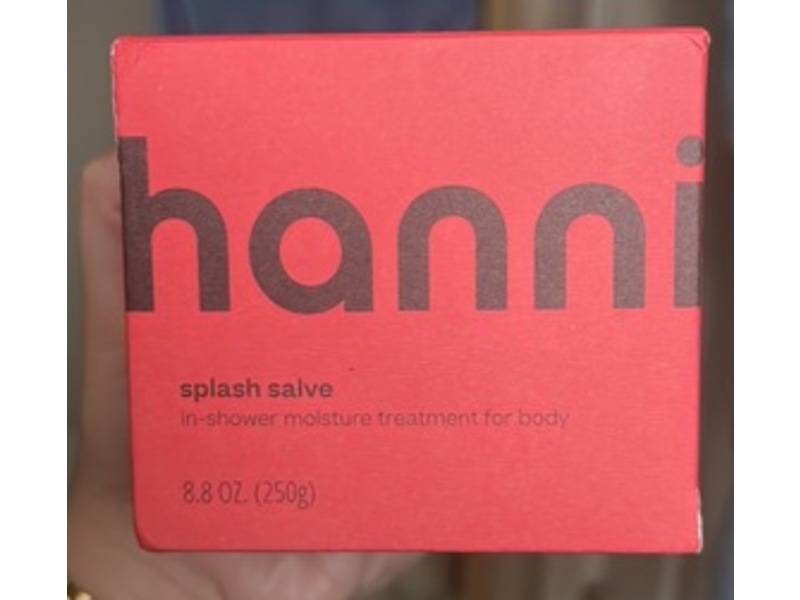 hanni
splash salve
in-shower moisture treatment for body
8.8 OZ. (250g)